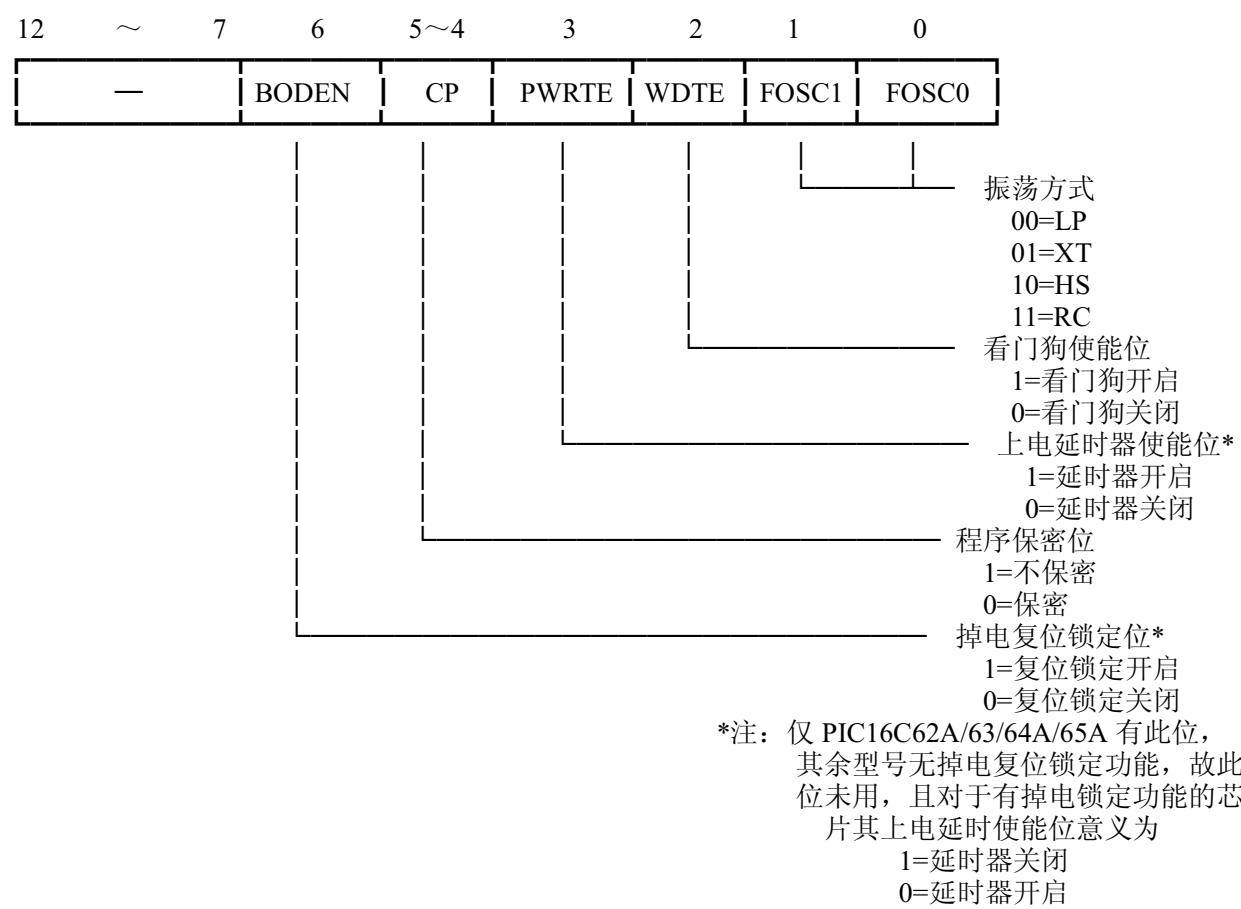 12 ～ 7 6 5～4 3 2 1 0
— BODEN CP PWRTE WDTE FOSC1 FOSC0
振荡方式
00=LP
01=XT
10=HS
11=RC
看门狗使能位
1=看门狗开启
0=看门狗关闭
上电延时器使能位*
1=延时器开启
0=延时器关闭
程序保密位
1=不保密
0=保密
掉电复位锁定位*
1=复位锁定开启
0=复位锁定关闭
*注：仅 PIC16C62A/63/64A/65A 有此位，
其余型号无掉电复位锁定功能，故此
位未用，且对于有掉电锁定功能的芯
片其上电延时使能位意义为
1=延时器关闭
0=延时器开启